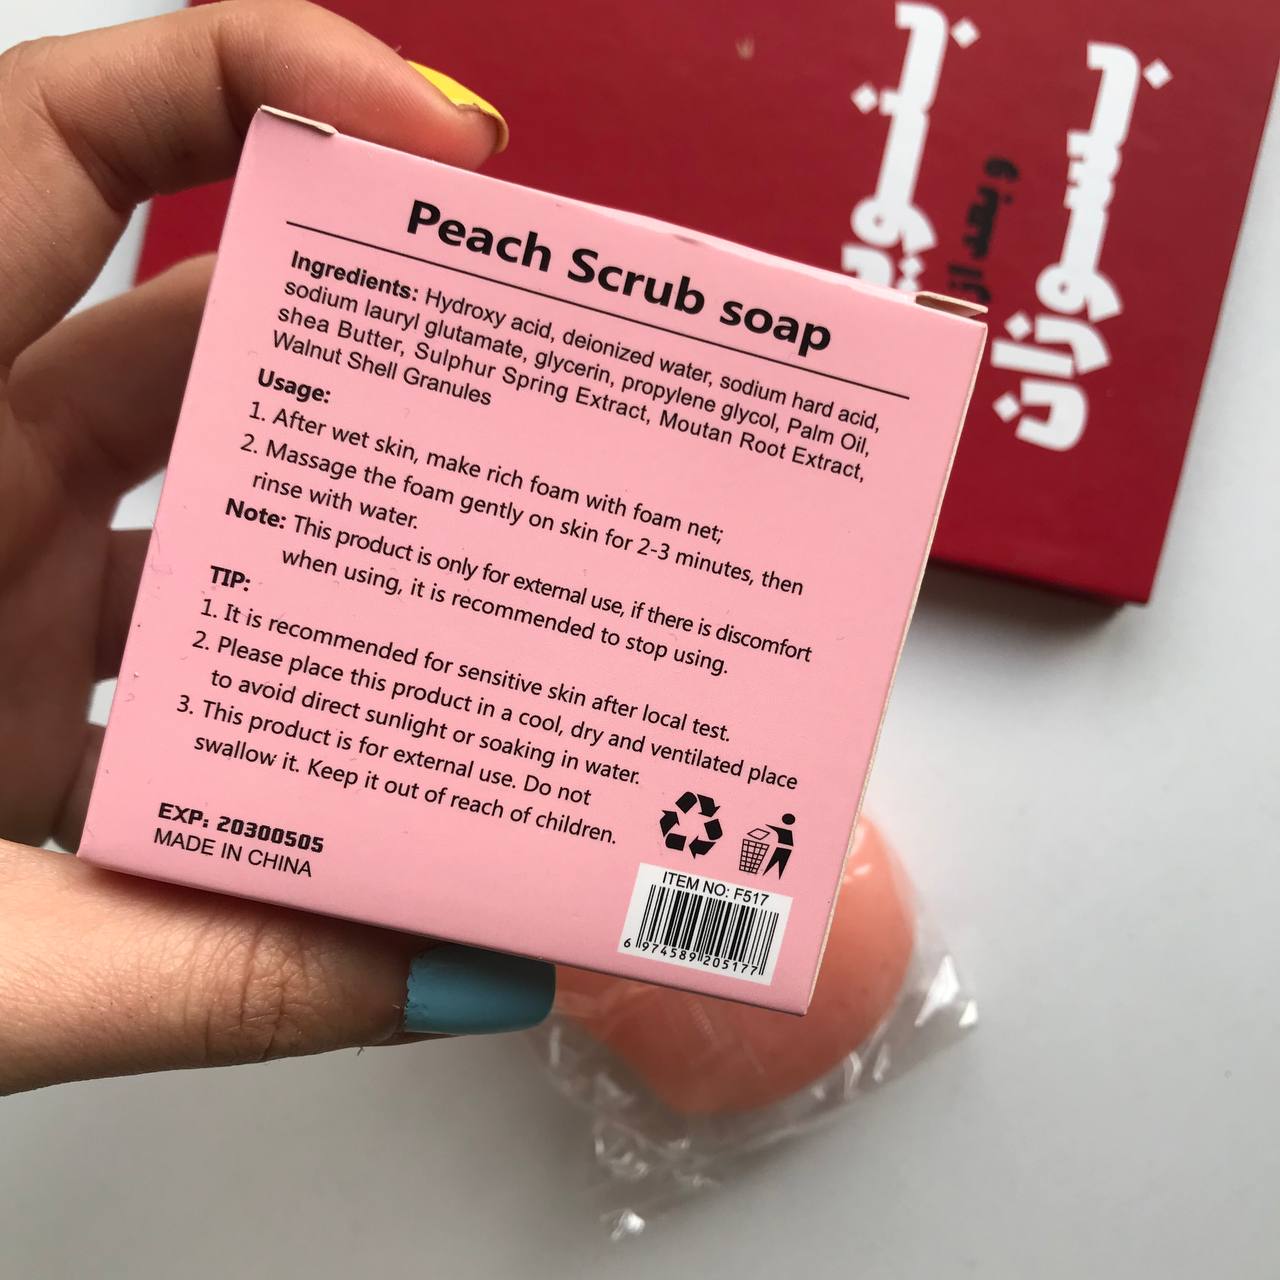 Peach Scrub soap
Ingredients: Hydroxy acid, deionized water, sodium hard acid,
sodium lauryl glutamate, glycerin, propylene glycol, Palm Oil,
shea Butter, Sulphur Spring Extract, Moutan Root Extract,
Walnut Shell Granules
Usage:
1. After wet skin, make rich foam with foam net;
2. Massage the foam gently on skin for 2-3 minutes, then
rinse with water.
Note: This product is only for external use, if there is discomfort
when using, it is recommended to stop using.
TIP:
1. It is recommended for sensitive skin after local test.
2. Please place this product in a cool, dry and ventilated place
to avoid direct sunlight or soaking in water.
3. This product is for external use. Do not
swallow it. Keep it out of reach of children.
EXP: 20300505
MADE IN CHINA
ITEM NO: F517
6 974589 205177
و بعد از
بسوزان